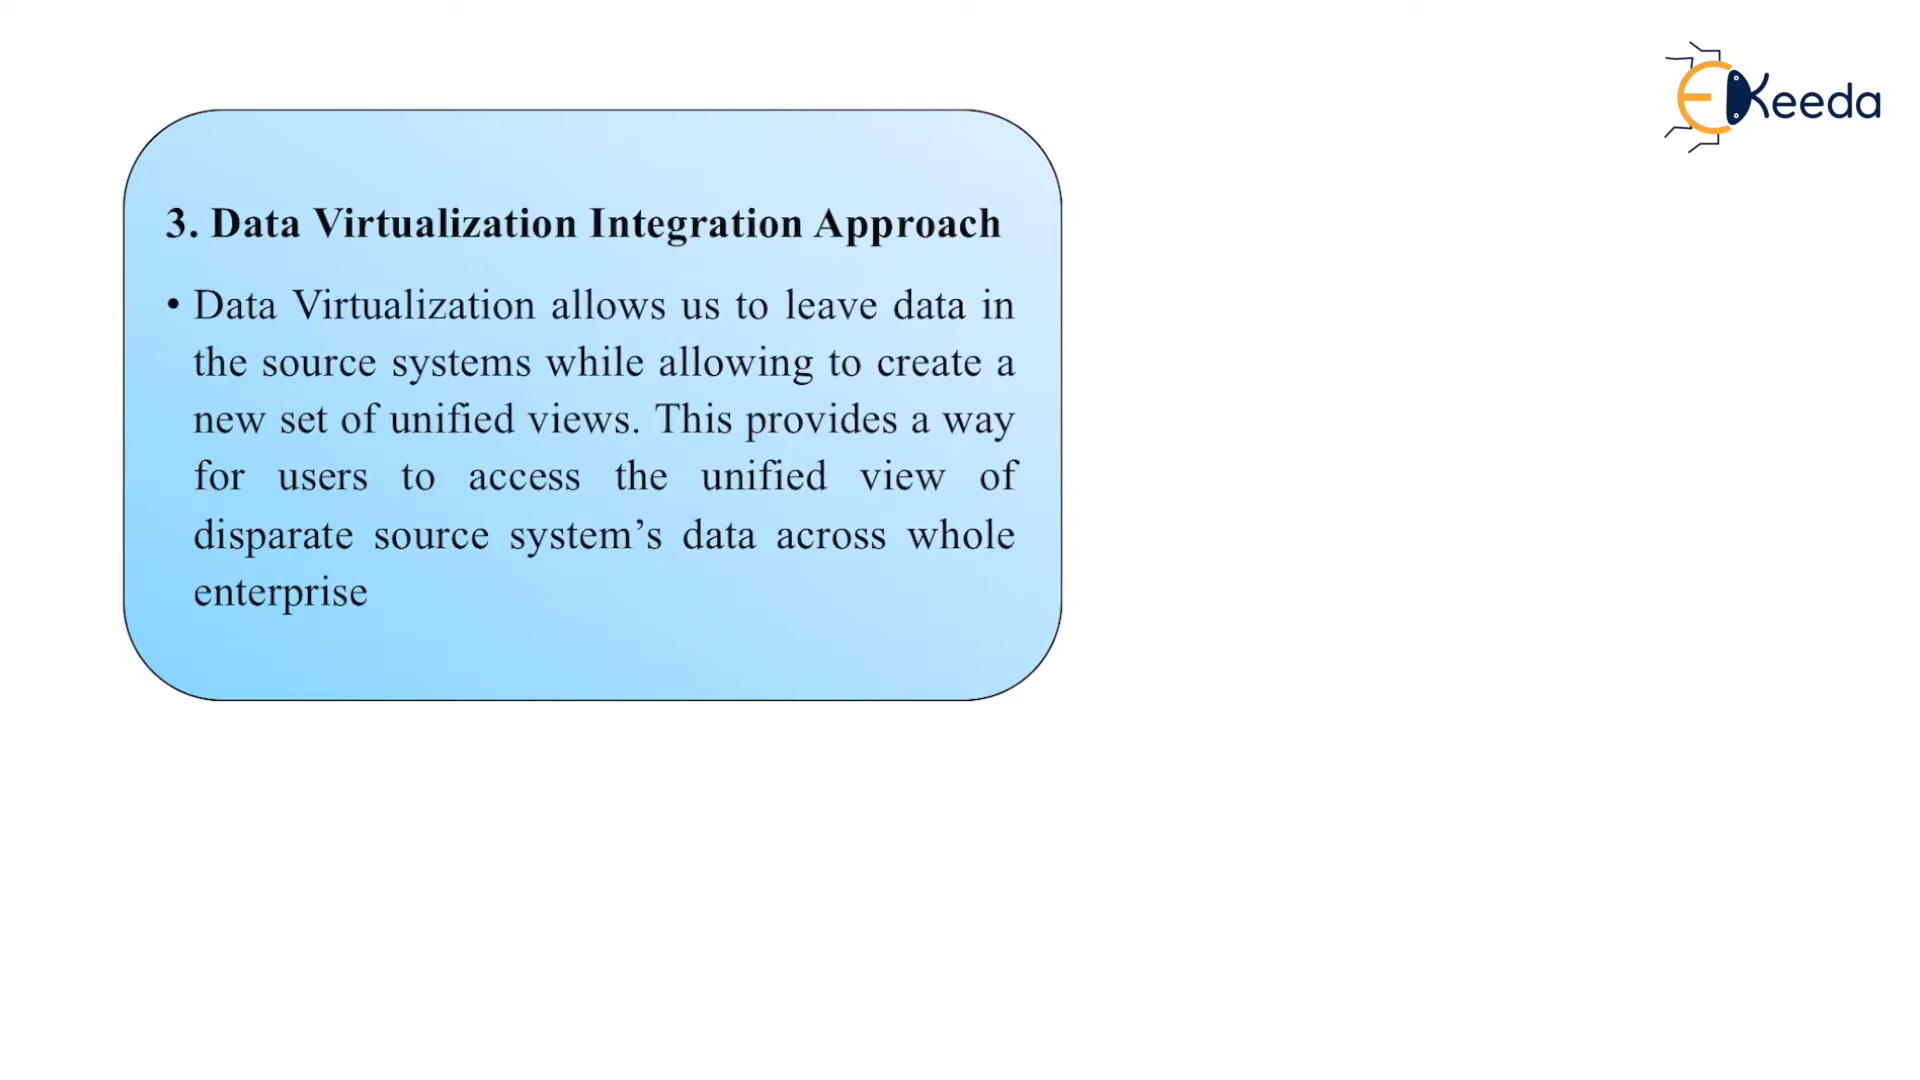 EKeeda
3. Data Virtualization Integration Approach
• Data Virtualization allows us to leave data in
the source systems while allowing to create a
new set of unified views. This provides a way
for users to access the unified view of
disparate source system’s data across whole
enterprise